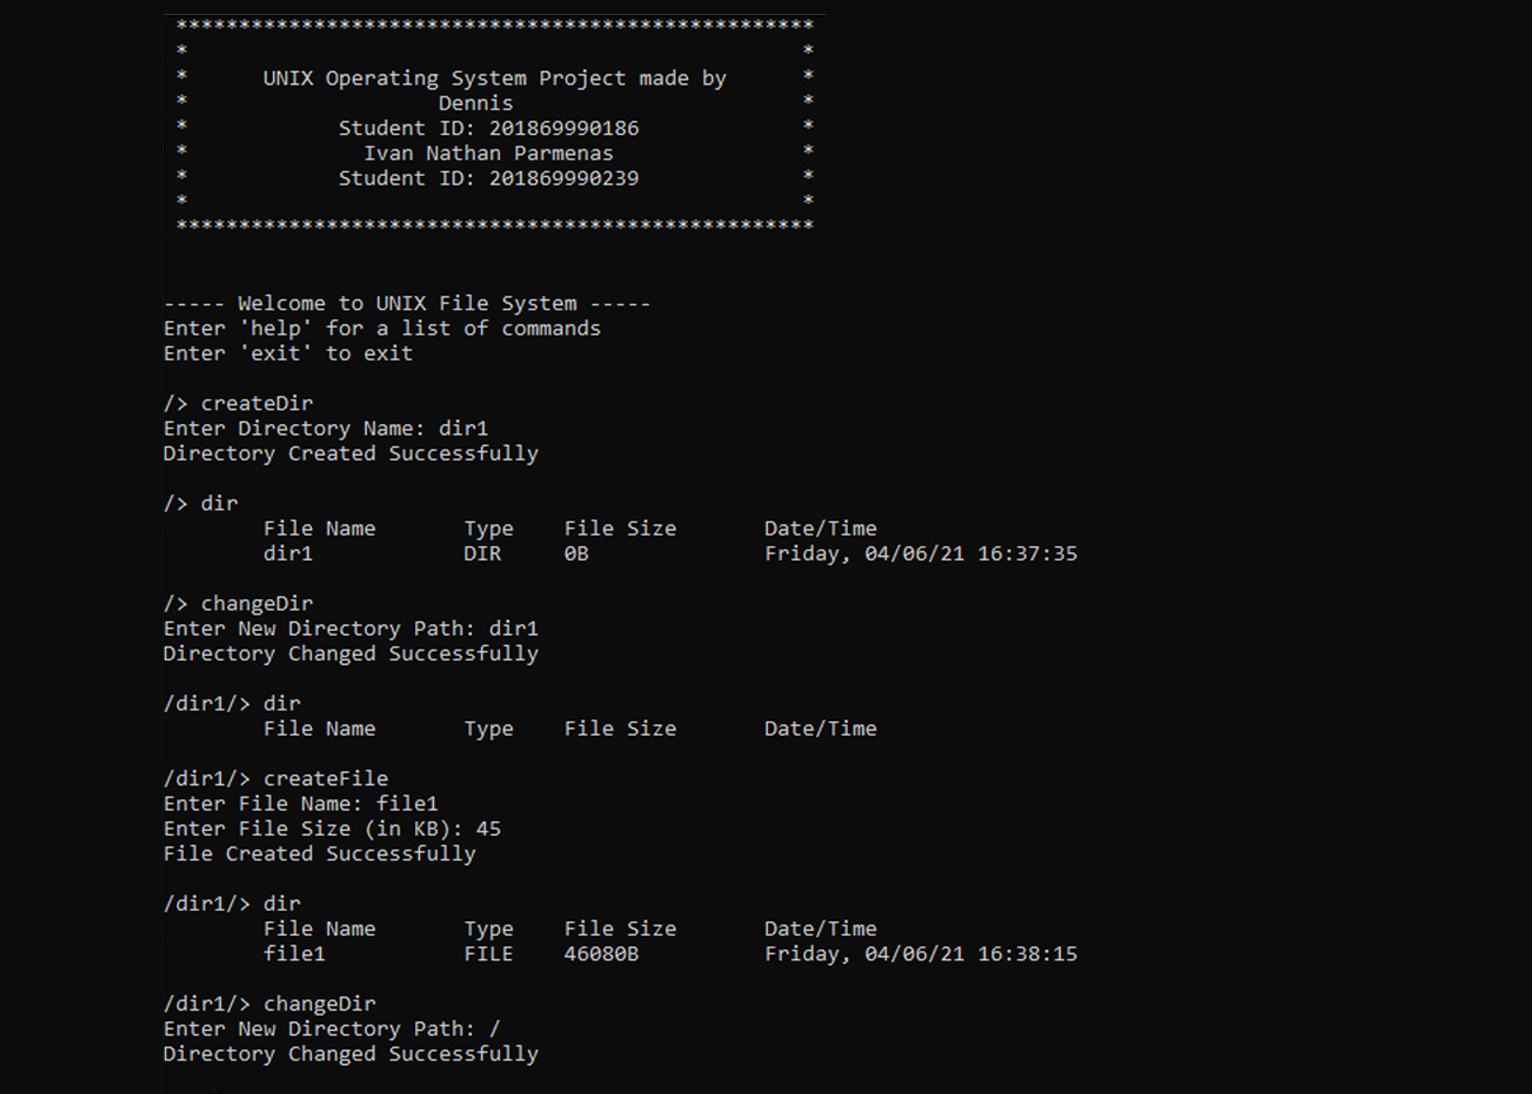 ***************************************************
*                                                 *
*      UNIX Operating System Project made by      *
*                    Dennis                       *
*            Student ID: 201869990186             *
*              Ivan Nathan Parmenas               *
*            Student ID: 201869990239             *
*                                                 *
***************************************************
----- Welcome to UNIX File System -----
Enter 'help' for a list of commands
Enter 'exit' to exit
/> createDir
Enter Directory Name: dir1
Directory Created Successfully
/> dir
File Name       Type    File Size       Date/Time
dir1            DIR     0B              Friday, 04/06/21 16:37:35
/> changeDir
Enter New Directory Path: dir1
Directory Changed Successfully
/dir1/> dir
File Name       Type    File Size       Date/Time
/dir1/> createFile
Enter File Name: file1
Enter File Size (in KB): 45
File Created Successfully
/dir1/> dir
File Name       Type    File Size       Date/Time
file1           FILE    46080B          Friday, 04/06/21 16:38:15
/dir1/> changeDir
Enter New Directory Path: /
Directory Changed Successfully